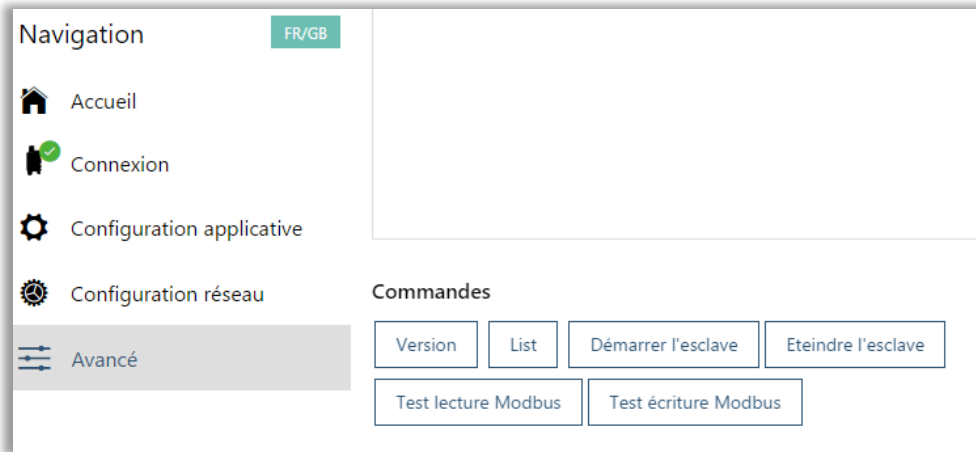 Navigation
FR/GB
Accueil
Connexion
Configuration applicative
Configuration réseau
Avancé
Commandes
Version
List
Démarrer l'esclave
Eteindre l'esclave
Test lecture Modbus
Test écriture Modbus